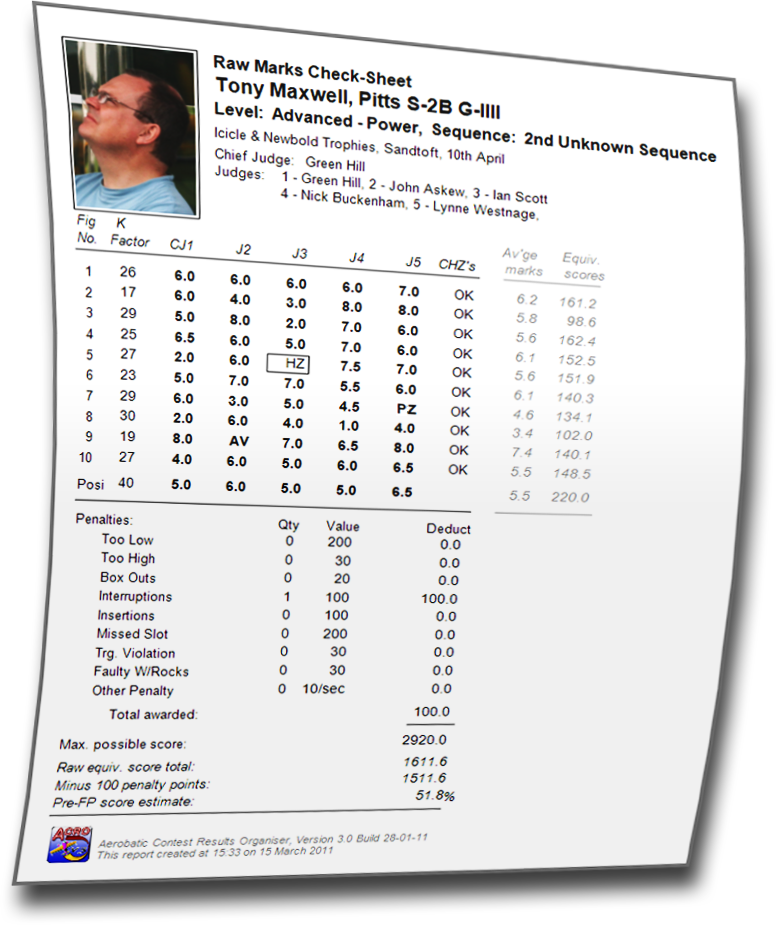 Raw Marks Check-Sheet
Tony Maxwell, Pitts S-2B G-IIII
Level: Advanced - Power, Sequence: 2nd Unknown Sequence
Icicle & Newbold Trophies, Sandtoft, 10th April
Chief Judge: Green Hill
Judges: 1 - Green Hill, 2 - John Askew, 3 - Ian Scott
4 - Nick Buckenham, 5 - Lynne Westnage,
Fig No. K Factor CJ1 J2 J3 J4 J5 CHZ's Av'ge marks Equiv. scores
1 26 6.0 6.0 6.0 6.0 7.0 OK 6.2 161.2
2 17 6.0 4.0 3.0 8.0 8.0 OK 5.8 98.6
3 29 5.0 8.0 2.0 7.0 6.0 OK 5.6 162.4
4 25 6.5 6.0 5.0 7.0 6.0 OK 6.1 152.5
5 27 2.0 6.0 HZ 7.5 7.0 OK 5.6 151.9
6 23 5.0 7.0 7.0 5.5 6.0 OK 6.1 140.3
7 29 6.0 3.0 5.0 4.5 PZ OK 4.6 134.1
8 30 2.0 6.0 4.0 1.0 4.0 OK 3.4 102.0
9 19 8.0 AV 7.0 6.5 8.0 OK 7.4 140.1
10 27 4.0 6.0 5.0 6.0 6.5 OK 5.5 148.5
Posi 40 5.0 6.0 5.0 5.0 6.5 5.5 220.0
Penalties: Qty Value Deduct
Too Low 0 200 0.0
Too High 0 30 0.0
Box Outs 0 20 0.0
Interruptions 1 100 100.0
Insertions 0 100 0.0
Missed Slot 0 200 0.0
Trg. Violation 0 30 0.0
Faulty W/Rocks 0 30 0.0
Other Penalty 0 10/sec 0.0
Total awarded: 100.0
Max. possible score: 2920.0
Raw equiv. score total: 1611.6
Minus 100 penalty points: 1511.6
Pre-FP score estimate: 51.8%
AcRO
Aerobatic Contest Results Organiser, Version 3.0 Build 28-01-11
This report created at 15:33 on 15 March 2011